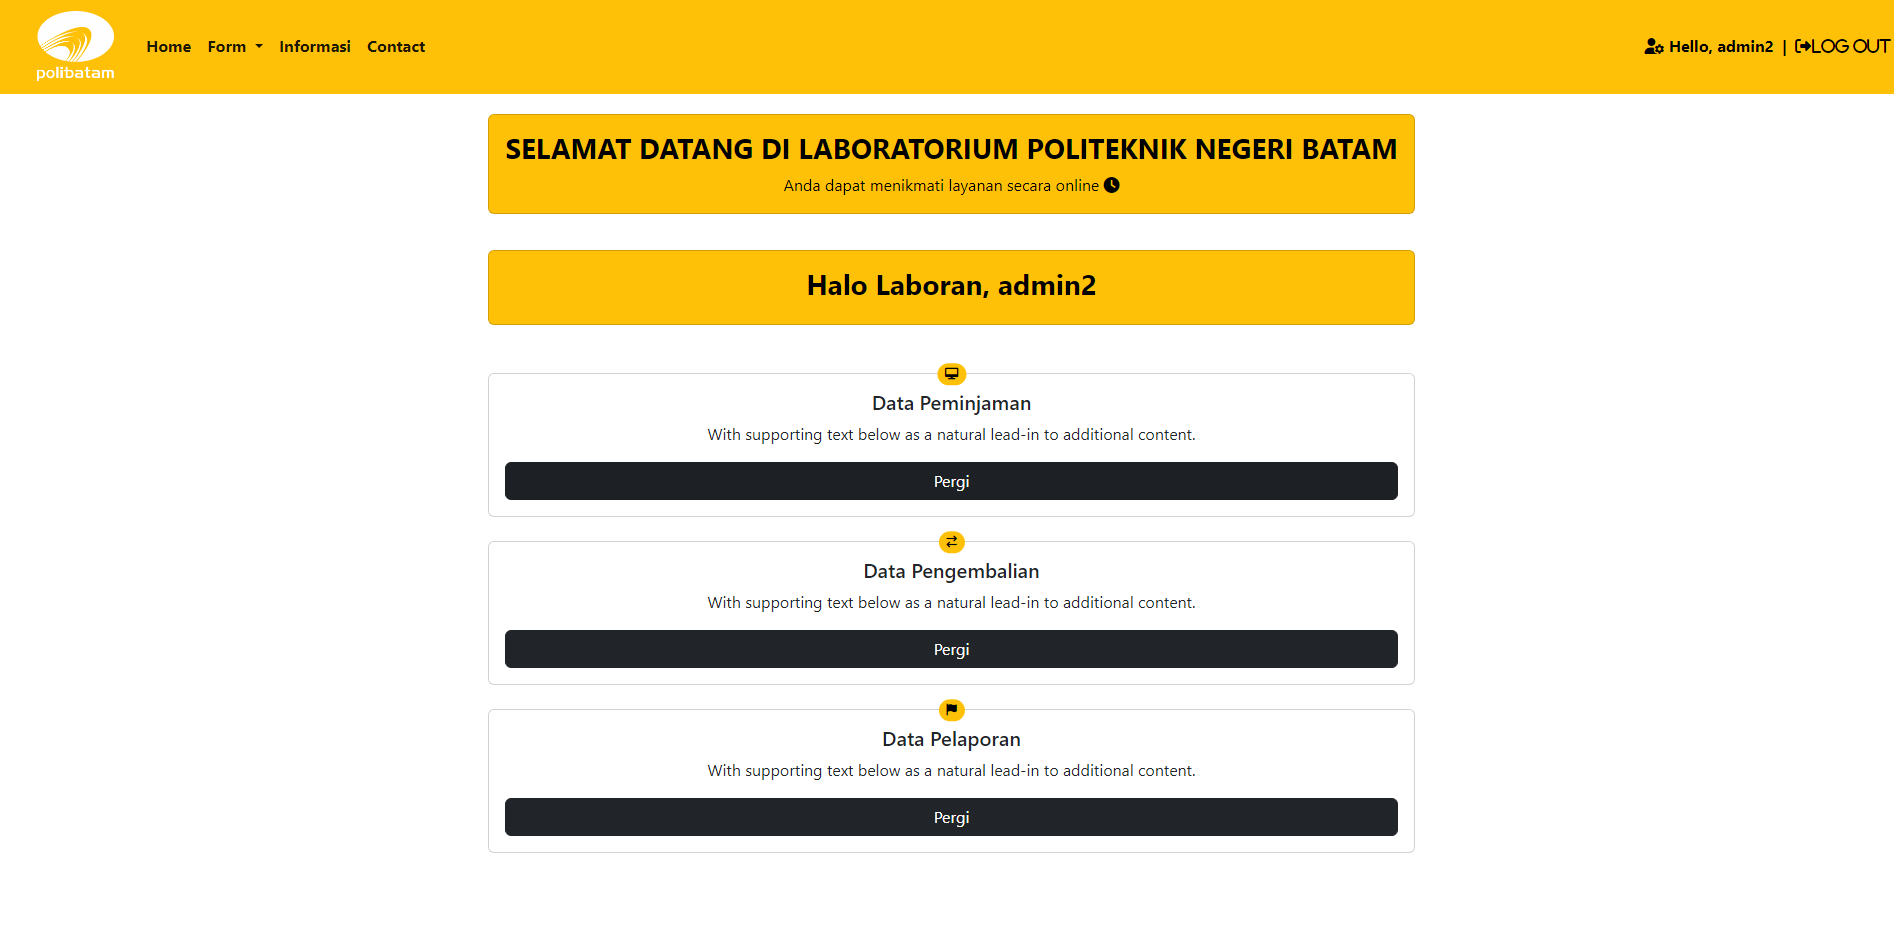 polibatam
Home Form Informasi Contact
Hello, admin2 | LOG OUT
SELAMAT DATANG DI LABORATORIUM POLITEKNIK NEGERI BATAM
Anda dapat menikmati layanan secara online
Halo Laboran, admin2
Data Peminjaman
With supporting text below as a natural lead-in to additional content.
Pergi
Data Pengembalian
With supporting text below as a natural lead-in to additional content.
Pergi
Data Pelaporan
With supporting text below as a natural lead-in to additional content.
Pergi